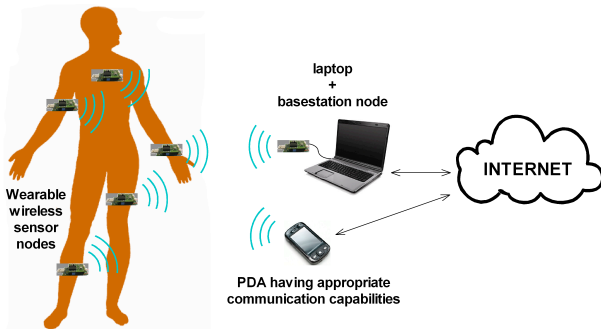 Wearable
wireless
sensor
nodes
laptop
+
basestation node
INTERNET
PDA having appropriate
communication capabilities